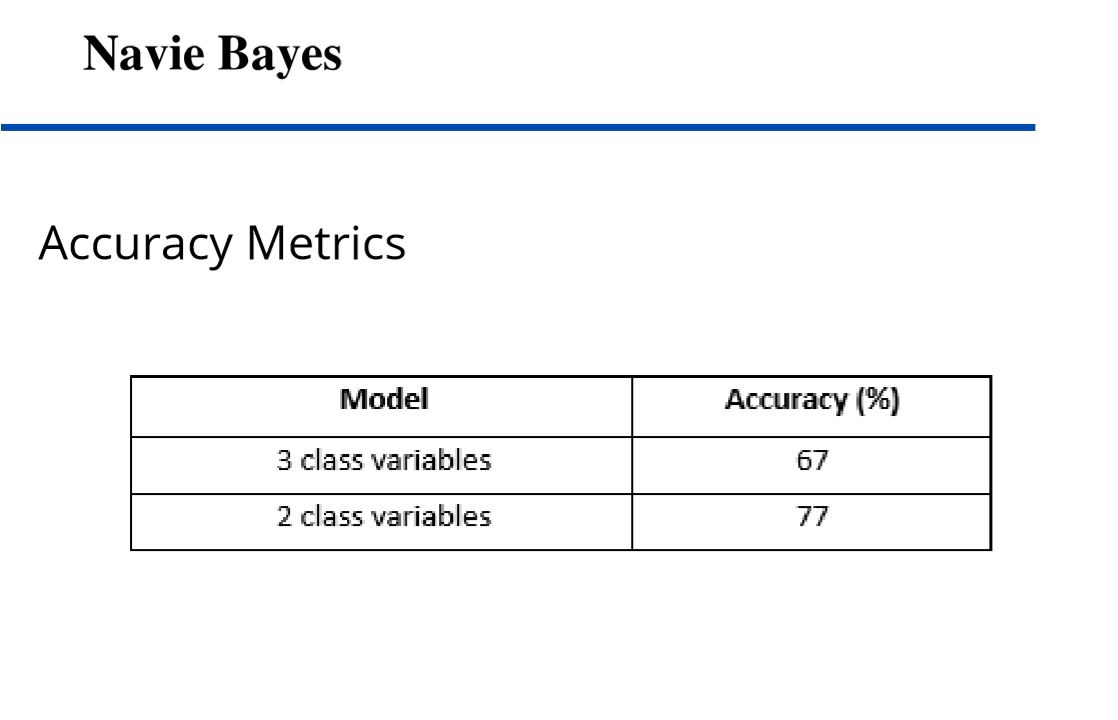 Navie Bayes
Accuracy Metrics
Model Accuracy (%)
3 class variables 67
2 class variables 77